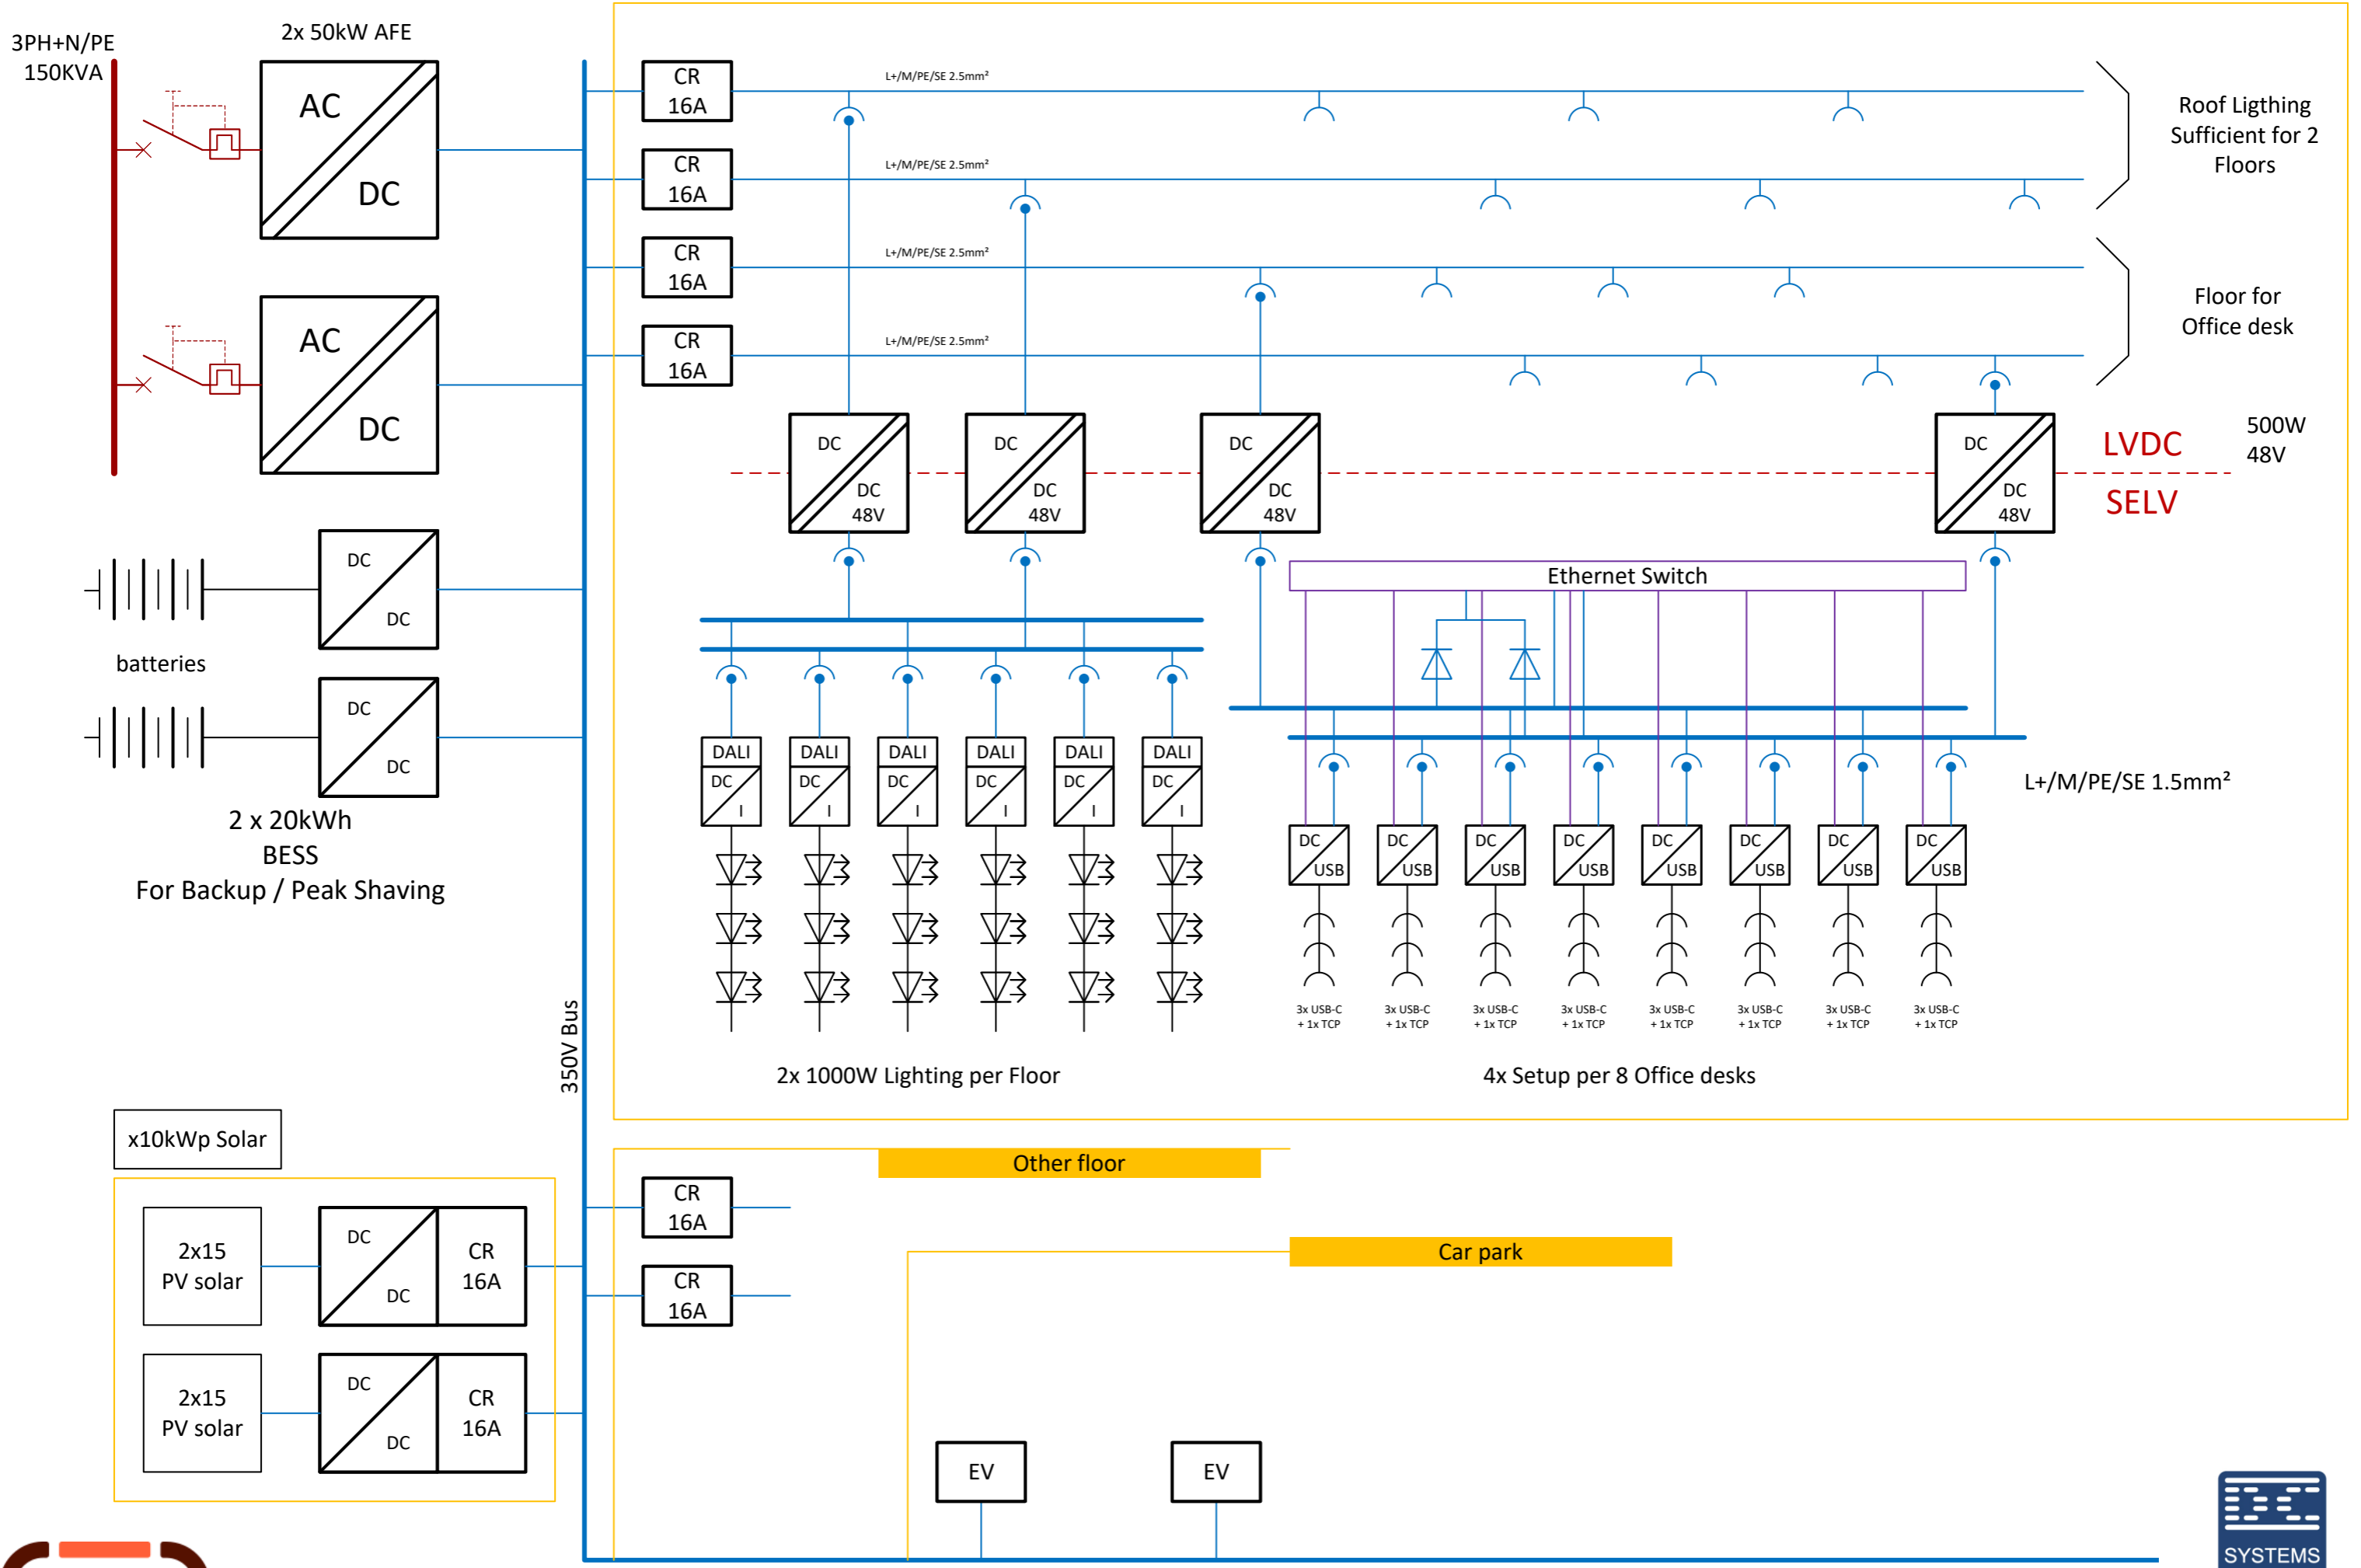 3PH+N/PE
150KVA
2x 50kW AFE
AC
DC
AC
DC
DC
DC
batteries
DC
DC
2 x 20kWh
BESS
For Backup / Peak Shaving
350V Bus
x10kWp Solar
2x15
PV solar
DC
DC
CR
16A
2x15
PV solar
DC
DC
CR
16A
CR
16A
L+/M/PE/SE 2.5mm²
CR
16A
L+/M/PE/SE 2.5mm²
CR
16A
L+/M/PE/SE 2.5mm²
CR
16A
L+/M/PE/SE 2.5mm²
Roof Ligthing
Sufficient for 2
Floors
Floor for
Office desk
DC
DC
48V
DC
DC
48V
DC
DC
48V
DC
DC
48V
LVDC
SELV
500W
48V
Ethernet Switch
DALI
DC
I
DALI
DC
I
DALI
DC
I
DALI
DC
I
DALI
DC
I
DALI
DC
I
L+/M/PE/SE 1.5mm²
DC
USB
DC
USB
DC
USB
DC
USB
DC
USB
DC
USB
DC
USB
DC
USB
3x USB-C
+ 1x TCP
3x USB-C
+ 1x TCP
3x USB-C
+ 1x TCP
3x USB-C
+ 1x TCP
3x USB-C
+ 1x TCP
3x USB-C
+ 1x TCP
3x USB-C
+ 1x TCP
3x USB-C
+ 1x TCP
2x 1000W Lighting per Floor
4x Setup per 8 Office desks
Other floor
CR
16A
CR
16A
Car park
EV
EV
DC
SYSTEMS